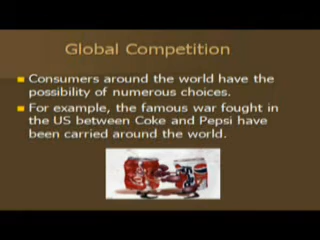 Global Competition
Consumers around the world have the
possibility of numerous choices.
For example, the famous war fought in
the US between Coke and Pepsi have
been carried around the world.